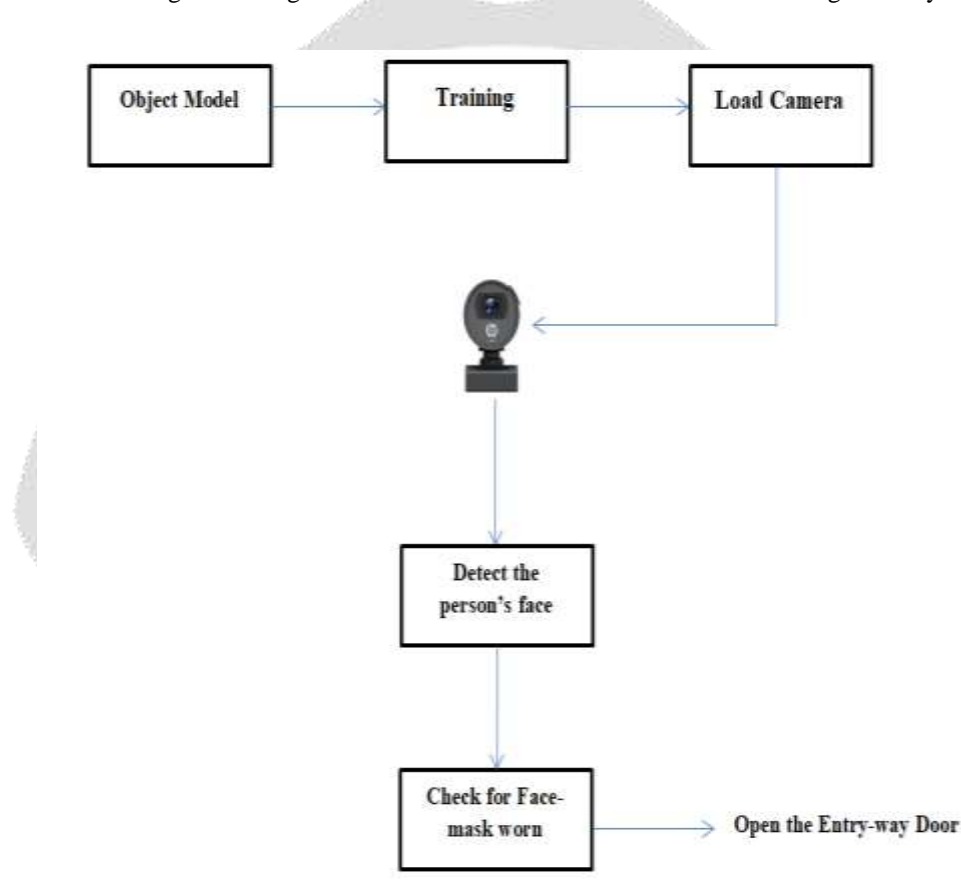 Object Model
Training
Load Camera
Detect the
person's face
Check for Face-
mask worn
Open the Entry-way Door